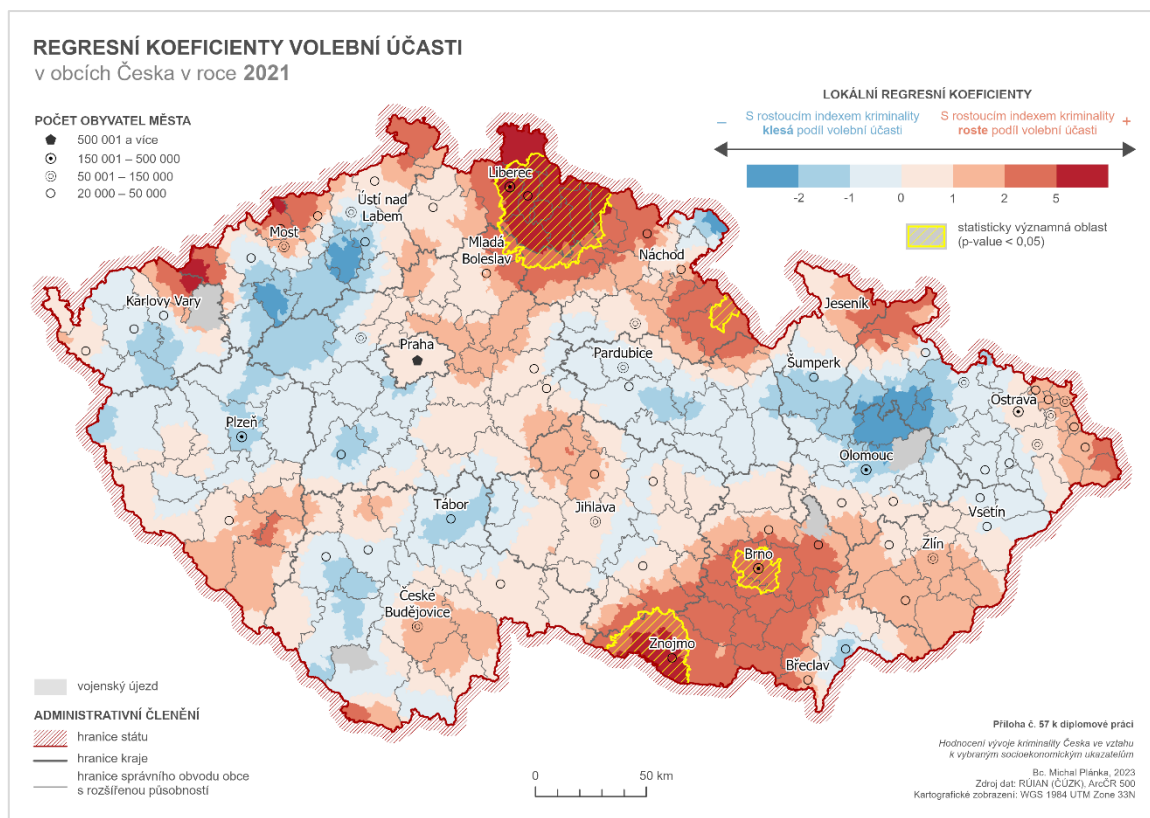 REGRESNÍ KOEFICIENTY VOLEBNÍ ÚČASTI
v obcích Česka v roce 2021
POČET OBYVATEL MĚSTA
500 001 a více
150 001 – 500 000
50 001 – 150 000
20 000 – 50 000
LOKÁLNÍ REGRESNÍ KOEFICIENTY
– S rostoucím indexem kriminality
klesá podíl volební účasti
S rostoucím indexem kriminality +
roste podíl volební účasti
-2 -1 0 1 2 5
statisticky významná oblast
(p-value < 0,05)
Liberec
Ústí nad
Labem
Most
Mladá
Boleslav
Náchod
Karlovy Vary
Jeseník
Praha
Pardubice
Šumperk
Ostrava
Plzeň
Olomouc
Tábor
Jihlava
Vsetín
Brno
Zlín
České
Budějovice
Znojmo
Břeclav
vojenský újezd
ADMINISTRATIVNÍ ČLENĚNÍ
hranice státu
hranice kraje
hranice správního obvodu obce
s rozšířenou působností
0 50 km
Příloha č. 57 k diplomové práci
Hodnocení vývoje kriminality Česka ve vztahu
k vybraným socioekonomickým ukazatelům
Bc. Michal Plánka, 2023
Zdroj dat: RÚIAN (ČÚZK), ArcČR 500
Kartografické zobrazení: WGS 1984 UTM Zone 33N